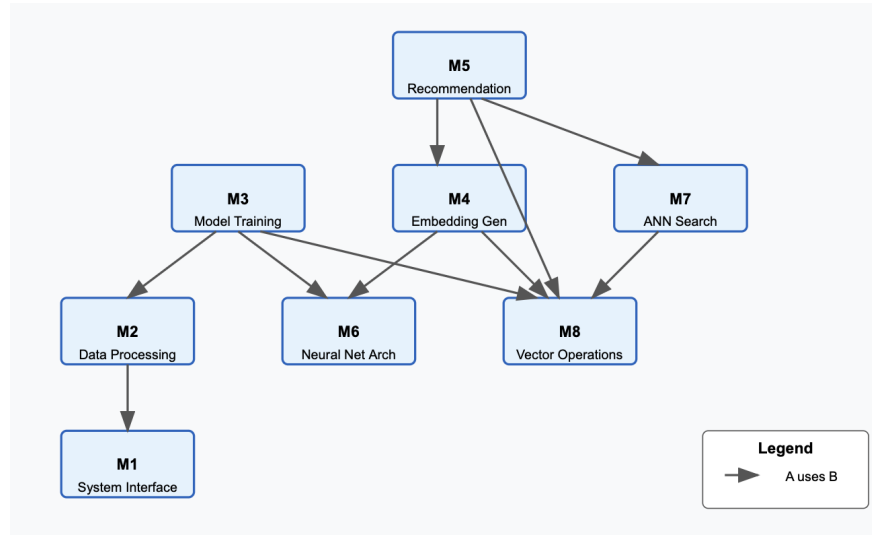 M5
Recommendation
M3
Model Training
M4
Embedding Gen
M7
ANN Search
M2
Data Processing
M6
Neural Net Arch
M8
Vector Operations
M1
System Interface
Legend
A uses B